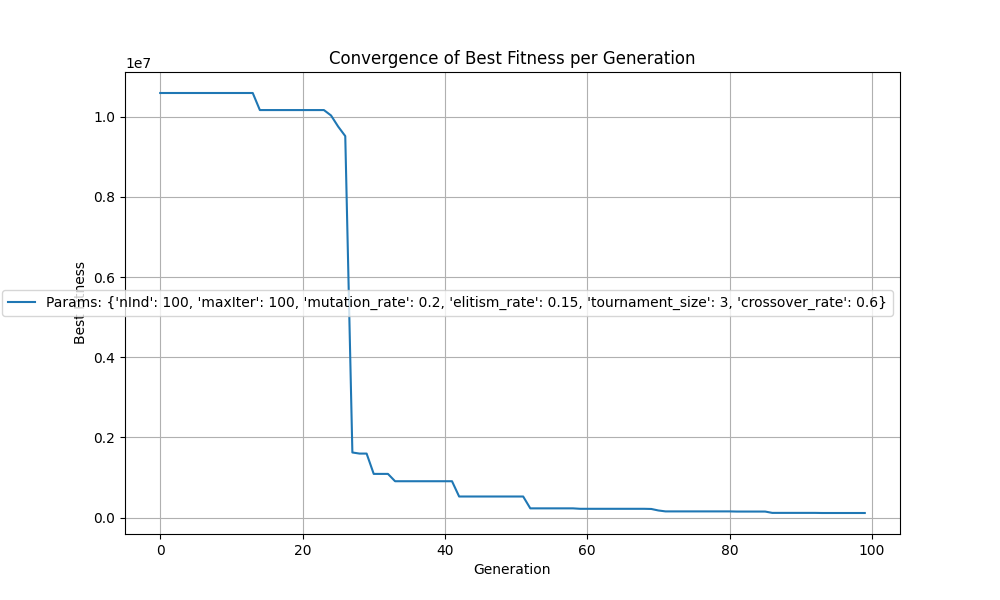 Convergence of Best Fitness per Generation
1e7
1.0
0.8
0.6
0.4
0.2
0.0
Best
ness
Params: {'nInd': 100, 'maxIter': 100, 'mutation_rate': 0.2, 'elitism_rate': 0.15, 'tournament_size': 3, 'crossover_rate': 0.6}
0 20 40 60 80 100
Generation